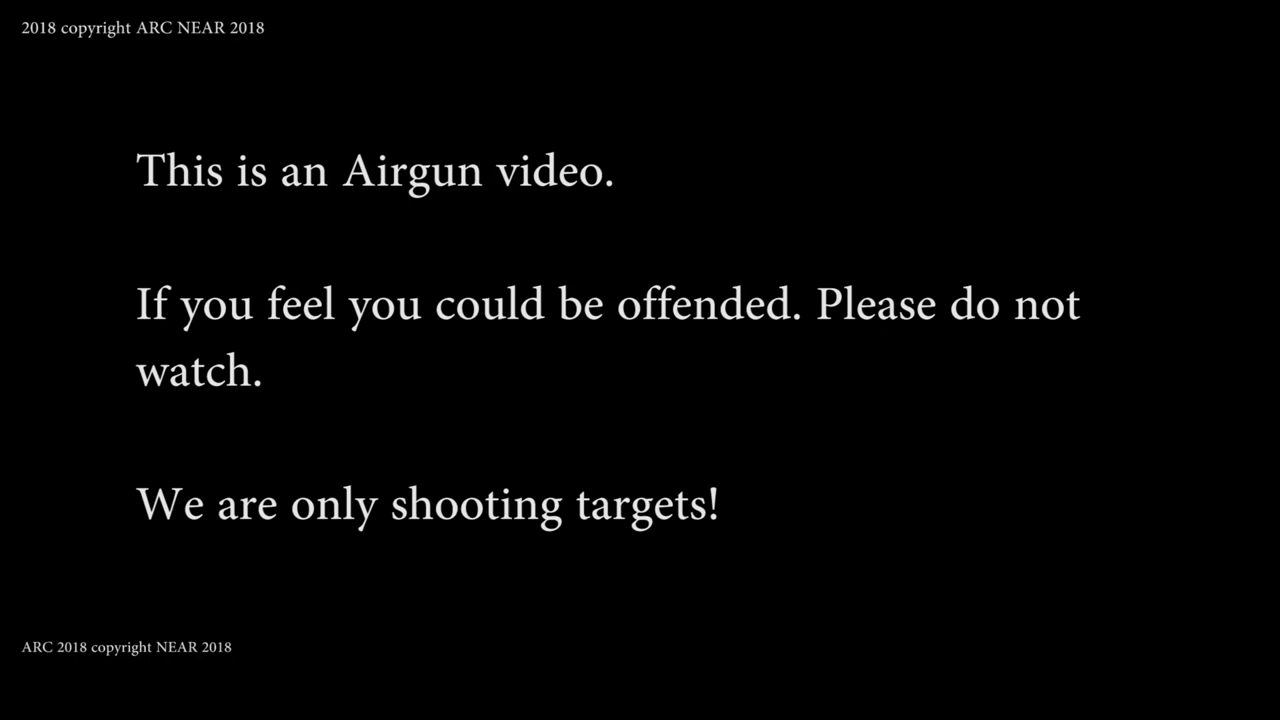 2018 copyright ARC NEAR 2018
This is an Airgun video.
If you feel you could be offended. Please do not
watch.
We are only shooting targets!
ARC 2018 copyright NEAR 2018